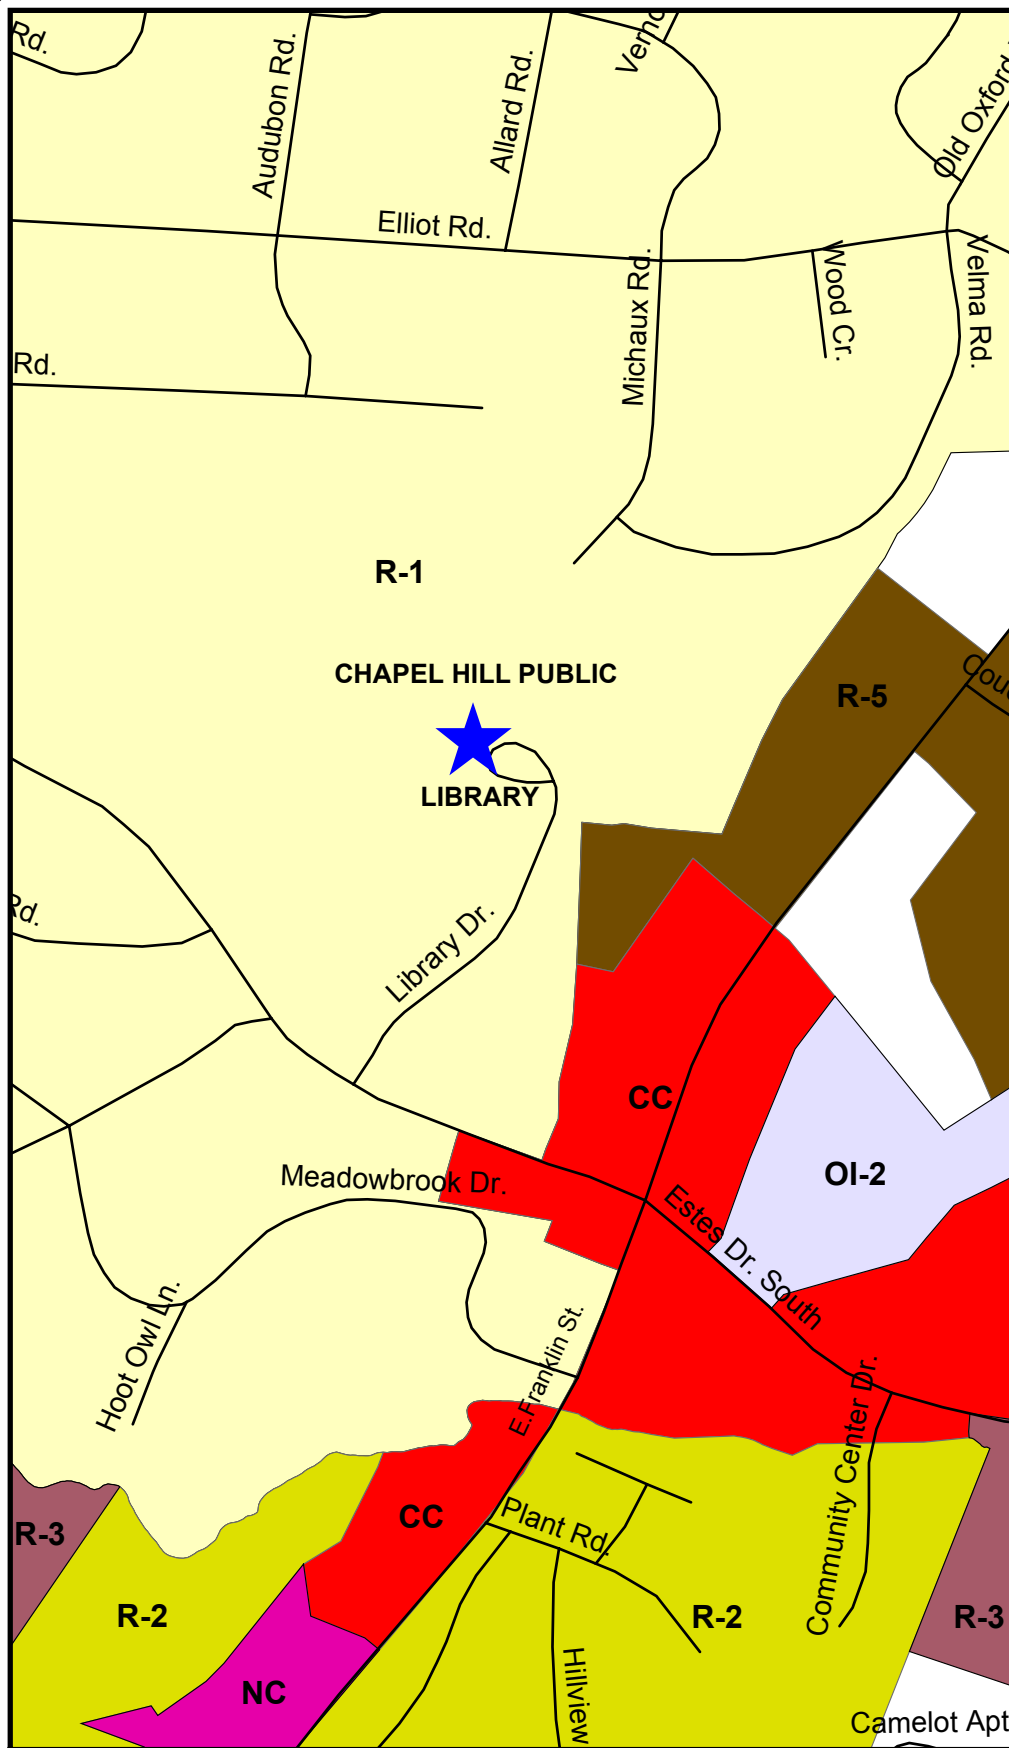 Rd.
Audubon Rd.
Allard Rd.
Old Oxford
Elliot Rd.
Michaux Rd.
Wood Cr.
Velma Rd.
Rd.
R-1
CHAPEL HILL PUBLIC
LIBRARY
R-5
Rd.
Library Dr.
CC
Meadowbrook Dr.
OI-2
Estes Dr. South
Hoot Owl Ln.
E.Franklin St.
Community Center Dr.
CC
Plant Rd.
R-3
R-2
R-2
R-3
NC
Hillview
Camelot Apt